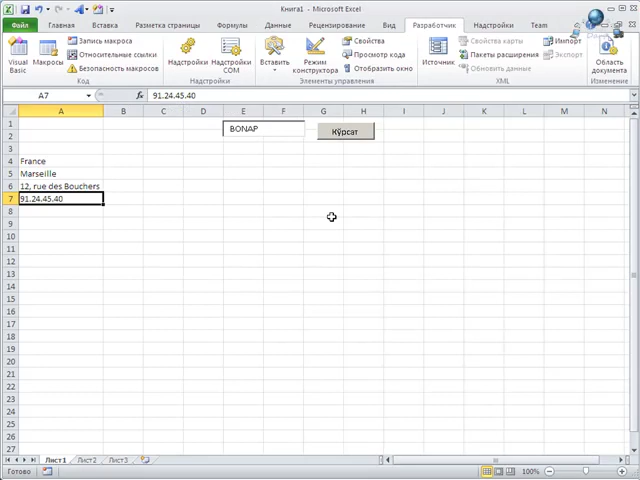 Книга1 - Microsoft Excel
Файл Главная Вставка Разметка страницы Формулы Данные Рецензирование Вид Разработчик Надстройки Team
Visual Basic
Макросы
Запись макроса
Относительные ссылки
Безопасность макросов
Код
Надстройки
Надстройки COM
Надстройки
Вставить
Режим конструктора
Свойства
Просмотр кода
Отобразить окно
Элементы управления
Источник
Свойства карты
Пакеты расширения
Обновить данные
Импорт
Экспорт
XML
Область документа
Изменение
A7 fx 91.24.45.40
A B C D E F G H I J K L M N
1
BONAP
Кўрсат
2
3
4 France
5 Marseille
6 12, rue des Bouchers
7 91.24.45.40
8
9
10
11
12
13
14
15
16
17
18
19
20
21
22
23
24
25
26
27
Лист1 Лист2 Лист3
Готово 100%